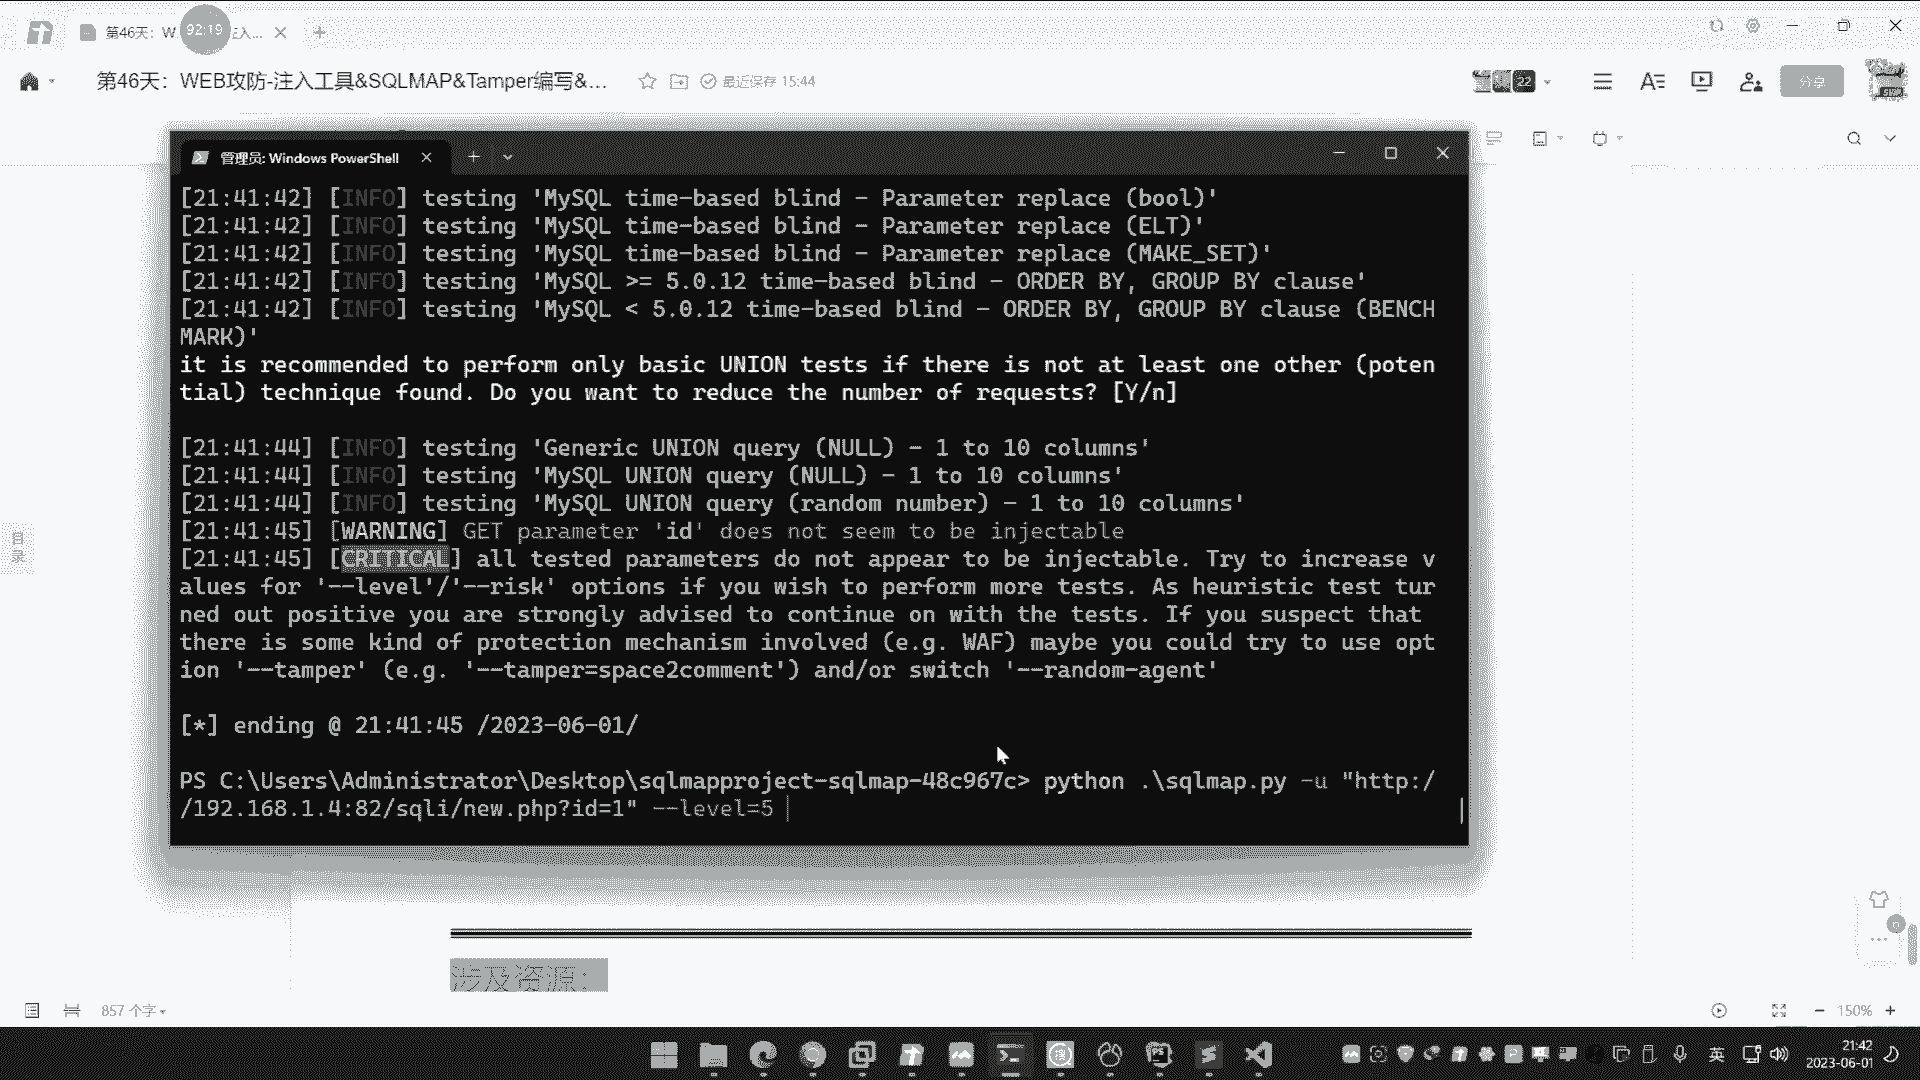 第46天：W
92:19
注入...
第46天：WEB攻防-注入工具&SQLMAP&Tamper编写&...
最近保存 15:44
22
分享
管理员: Windows PowerShell
[21:41:42] [INFO] testing 'MySQL time-based blind - Parameter replace (bool)'
[21:41:42] [INFO] testing 'MySQL time-based blind - Parameter replace (ELT)'
[21:41:42] [INFO] testing 'MySQL time-based blind - Parameter replace (MAKE_SET)'
[21:41:42] [INFO] testing 'MySQL >= 5.0.12 time-based blind - ORDER BY, GROUP BY clause'
[21:41:42] [INFO] testing 'MySQL < 5.0.12 time-based blind - ORDER BY, GROUP BY clause (BENCH
MARK)'
it is recommended to perform only basic UNION tests if there is not at least one other (poten
tial) technique found. Do you want to reduce the number of requests? [Y/n]
[21:41:44] [INFO] testing 'Generic UNION query (NULL) - 1 to 10 columns'
[21:41:44] [INFO] testing 'MySQL UNION query (NULL) - 1 to 10 columns'
[21:41:44] [INFO] testing 'MySQL UNION query (random number) - 1 to 10 columns'
[21:41:45] [WARNING] GET parameter 'id' does not seem to be injectable
[21:41:45] [CRITICAL] all tested parameters do not appear to be injectable. Try to increase v
alues for '--level'/'--risk' options if you wish to perform more tests. As heuristic test tur
ned out positive you are strongly advised to continue on with the tests. If you suspect that
there is some kind of protection mechanism involved (e.g. WAF) maybe you could try to use opt
ion '--tamper' (e.g. '--tamper=space2comment') and/or switch '--random-agent'
[*] ending @ 21:41:45 /2023-06-01/
PS C:\Users\Administrator\Desktop\sqlmapproject-sqlmap-48c967c> python .\sqlmap.py -u "http:/
/192.168.1.4:82/sqli/new.php?id=1" --level=5
目
录
涉及资源：
857 个字
150%
英
21:42
2023-06-01